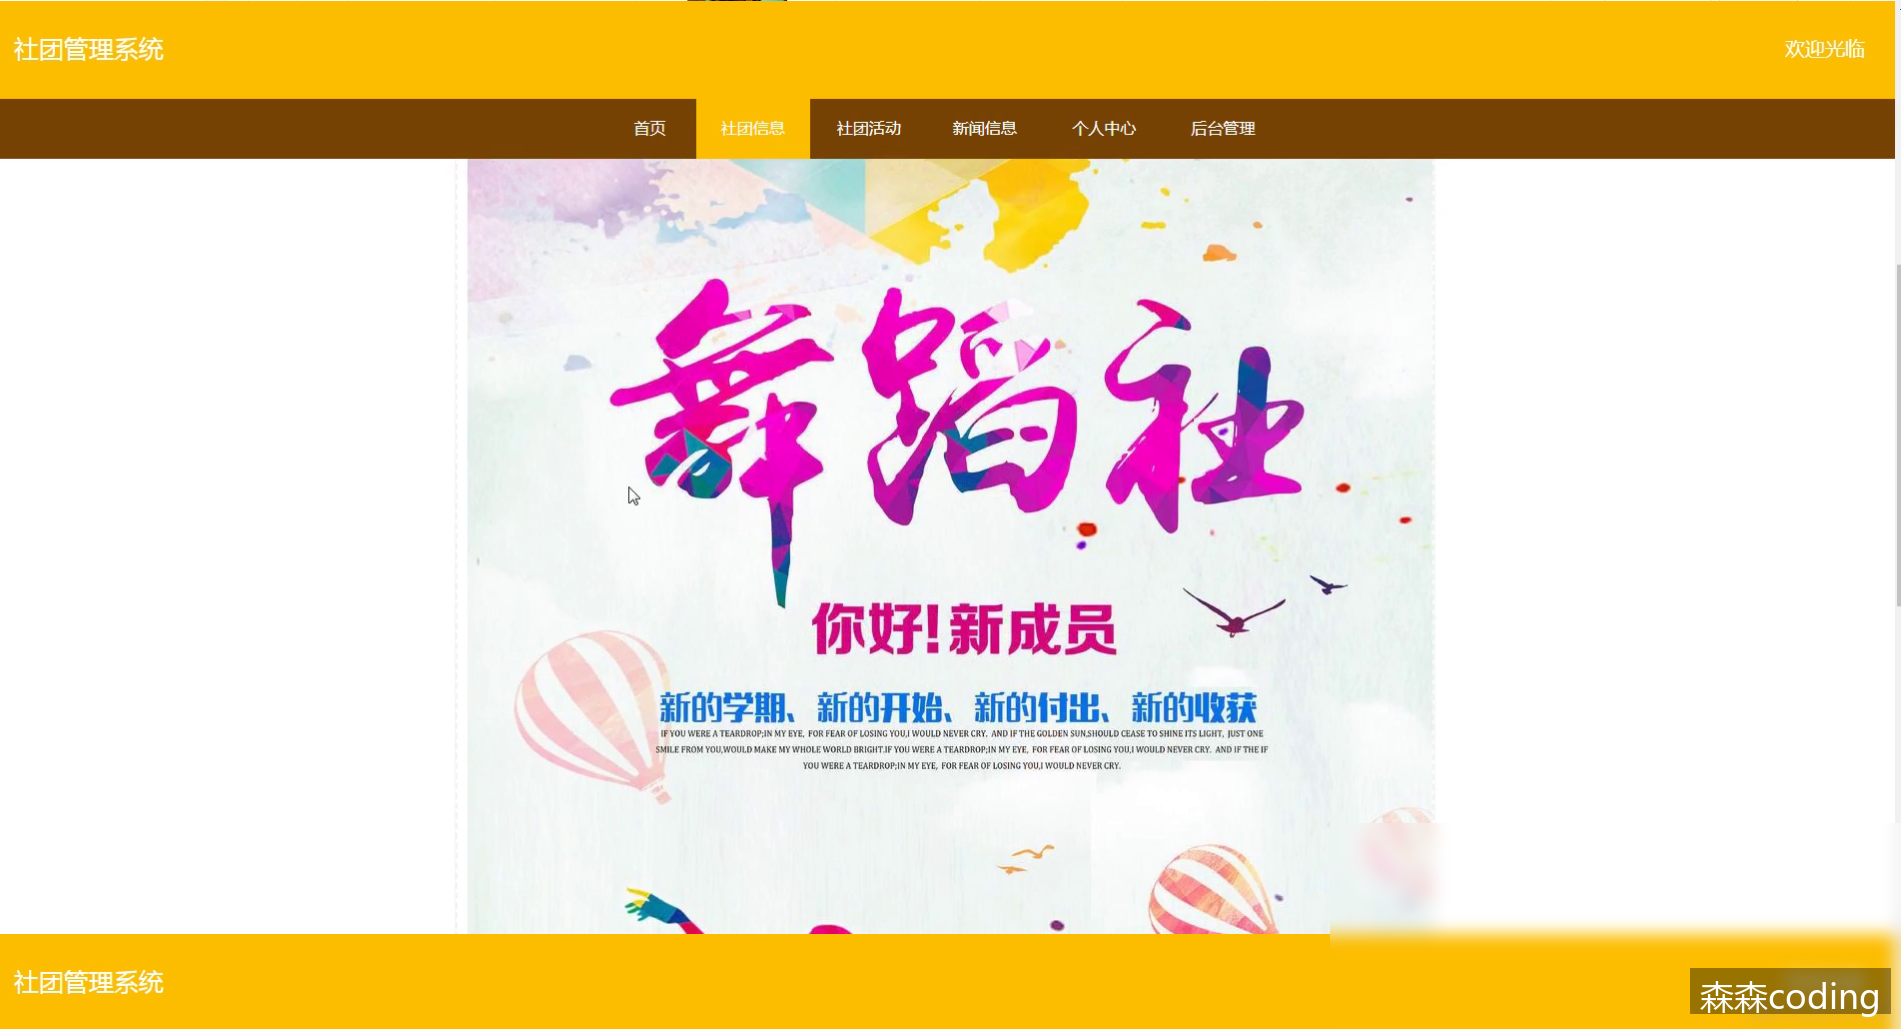 社团管理系统
欢迎光临
首页 社团信息 社团活动 新闻信息 个人中心 后台管理
舞蹈社
你好!新成员
新的学期、新的开始、新的付出、新的收获
IF YOU WERE A TEARDROP;IN MY EYE, FOR FEAR OF LOSING YOU,I WOULD NEVER CRY. AND IF THE GOLDEN SUN,SHOULD CEASE TO SHINE ITS LIGHT, JUST ONE
SMILE FROM YOU,WOULD MAKE MY WHOLE WORLD BRIGHT.IF YOU WERE A TEARDROP;IN MY EYE, FOR FEAR OF LOSING YOU,I WOULD NEVER CRY. AND IF THE IF
YOU WERE A TEARDROP;IN MY EYE, FOR FEAR OF LOSING YOU,I WOULD NEVER CRY.
社团管理系统
森森coding